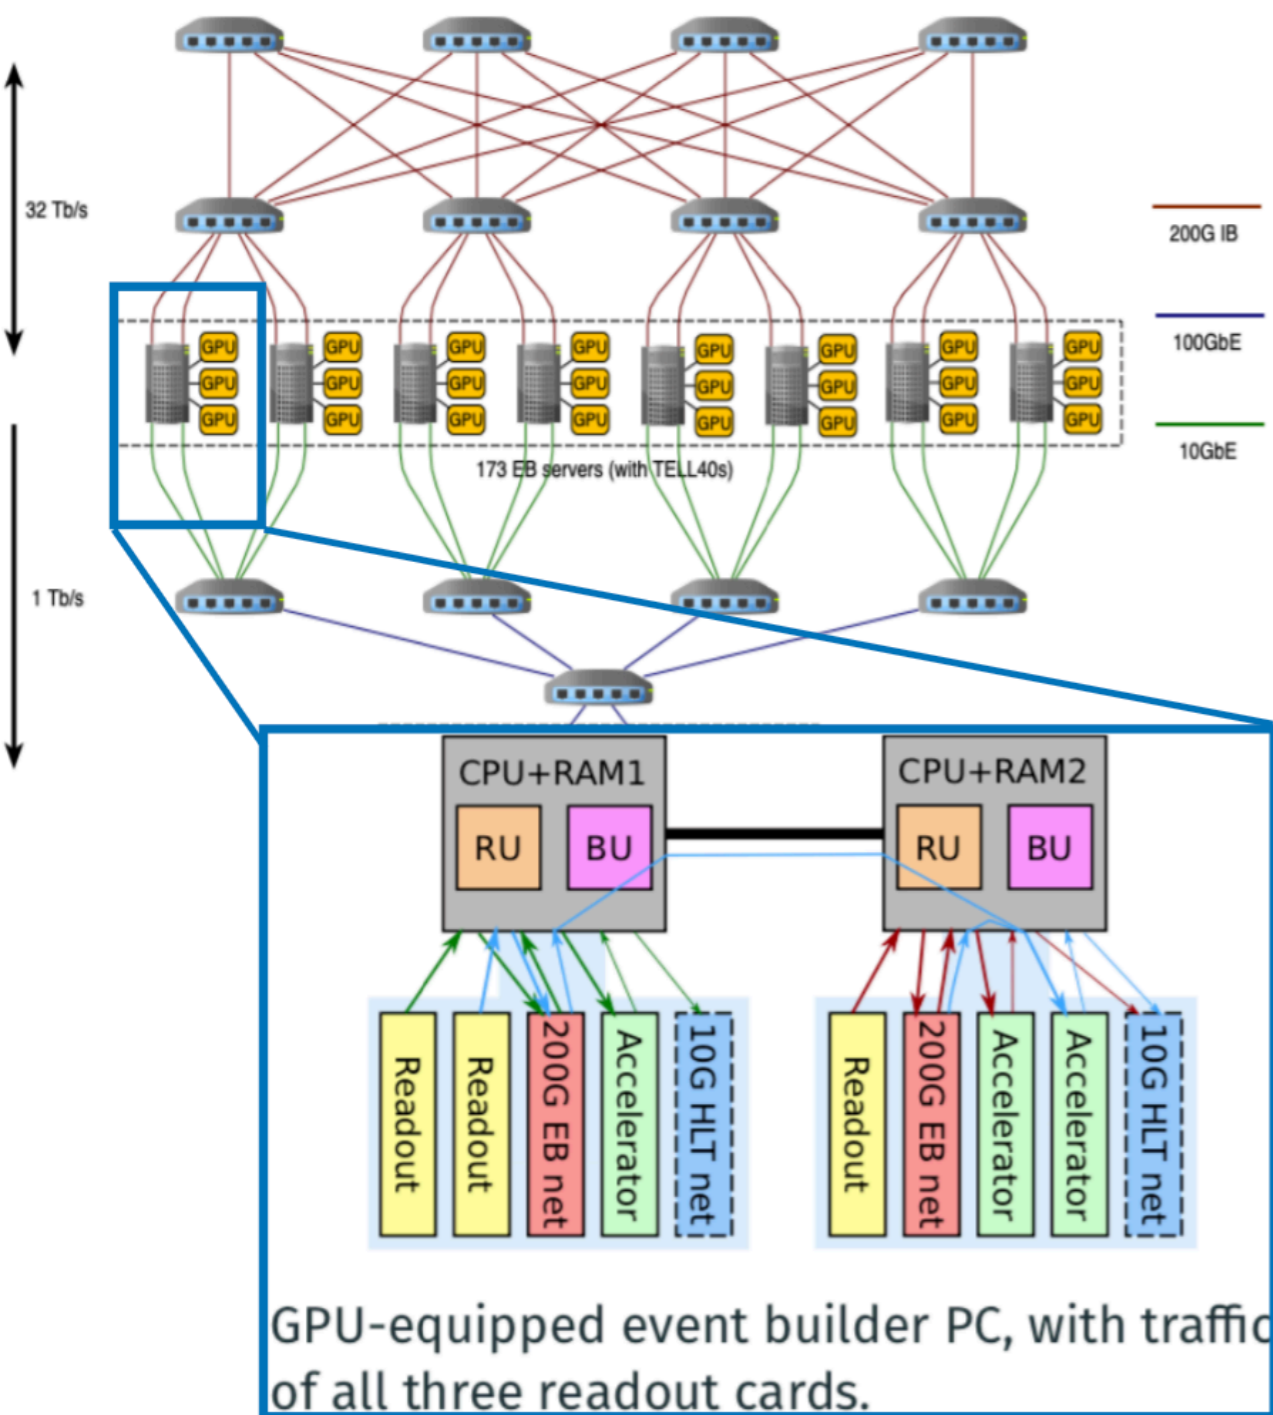 32 Tb/s
200G IB
100GbE
10GbE
GPU GPU GPU GPU GPU GPU GPU GPU
GPU GPU GPU GPU GPU GPU GPU GPU
GPU GPU GPU GPU GPU GPU GPU GPU
173 EB servers (with TELL40s)
1 Tb/s
CPU+RAM1
RU
BU
CPU+RAM2
RU
BU
Readout
Readout
200G EB net
Accelerator
10G HLT net
Readout
200G EB net
Accelerator
Accelerator
10G HLT net
GPU-equipped event builder PC, with traffic
of all three readout cards.